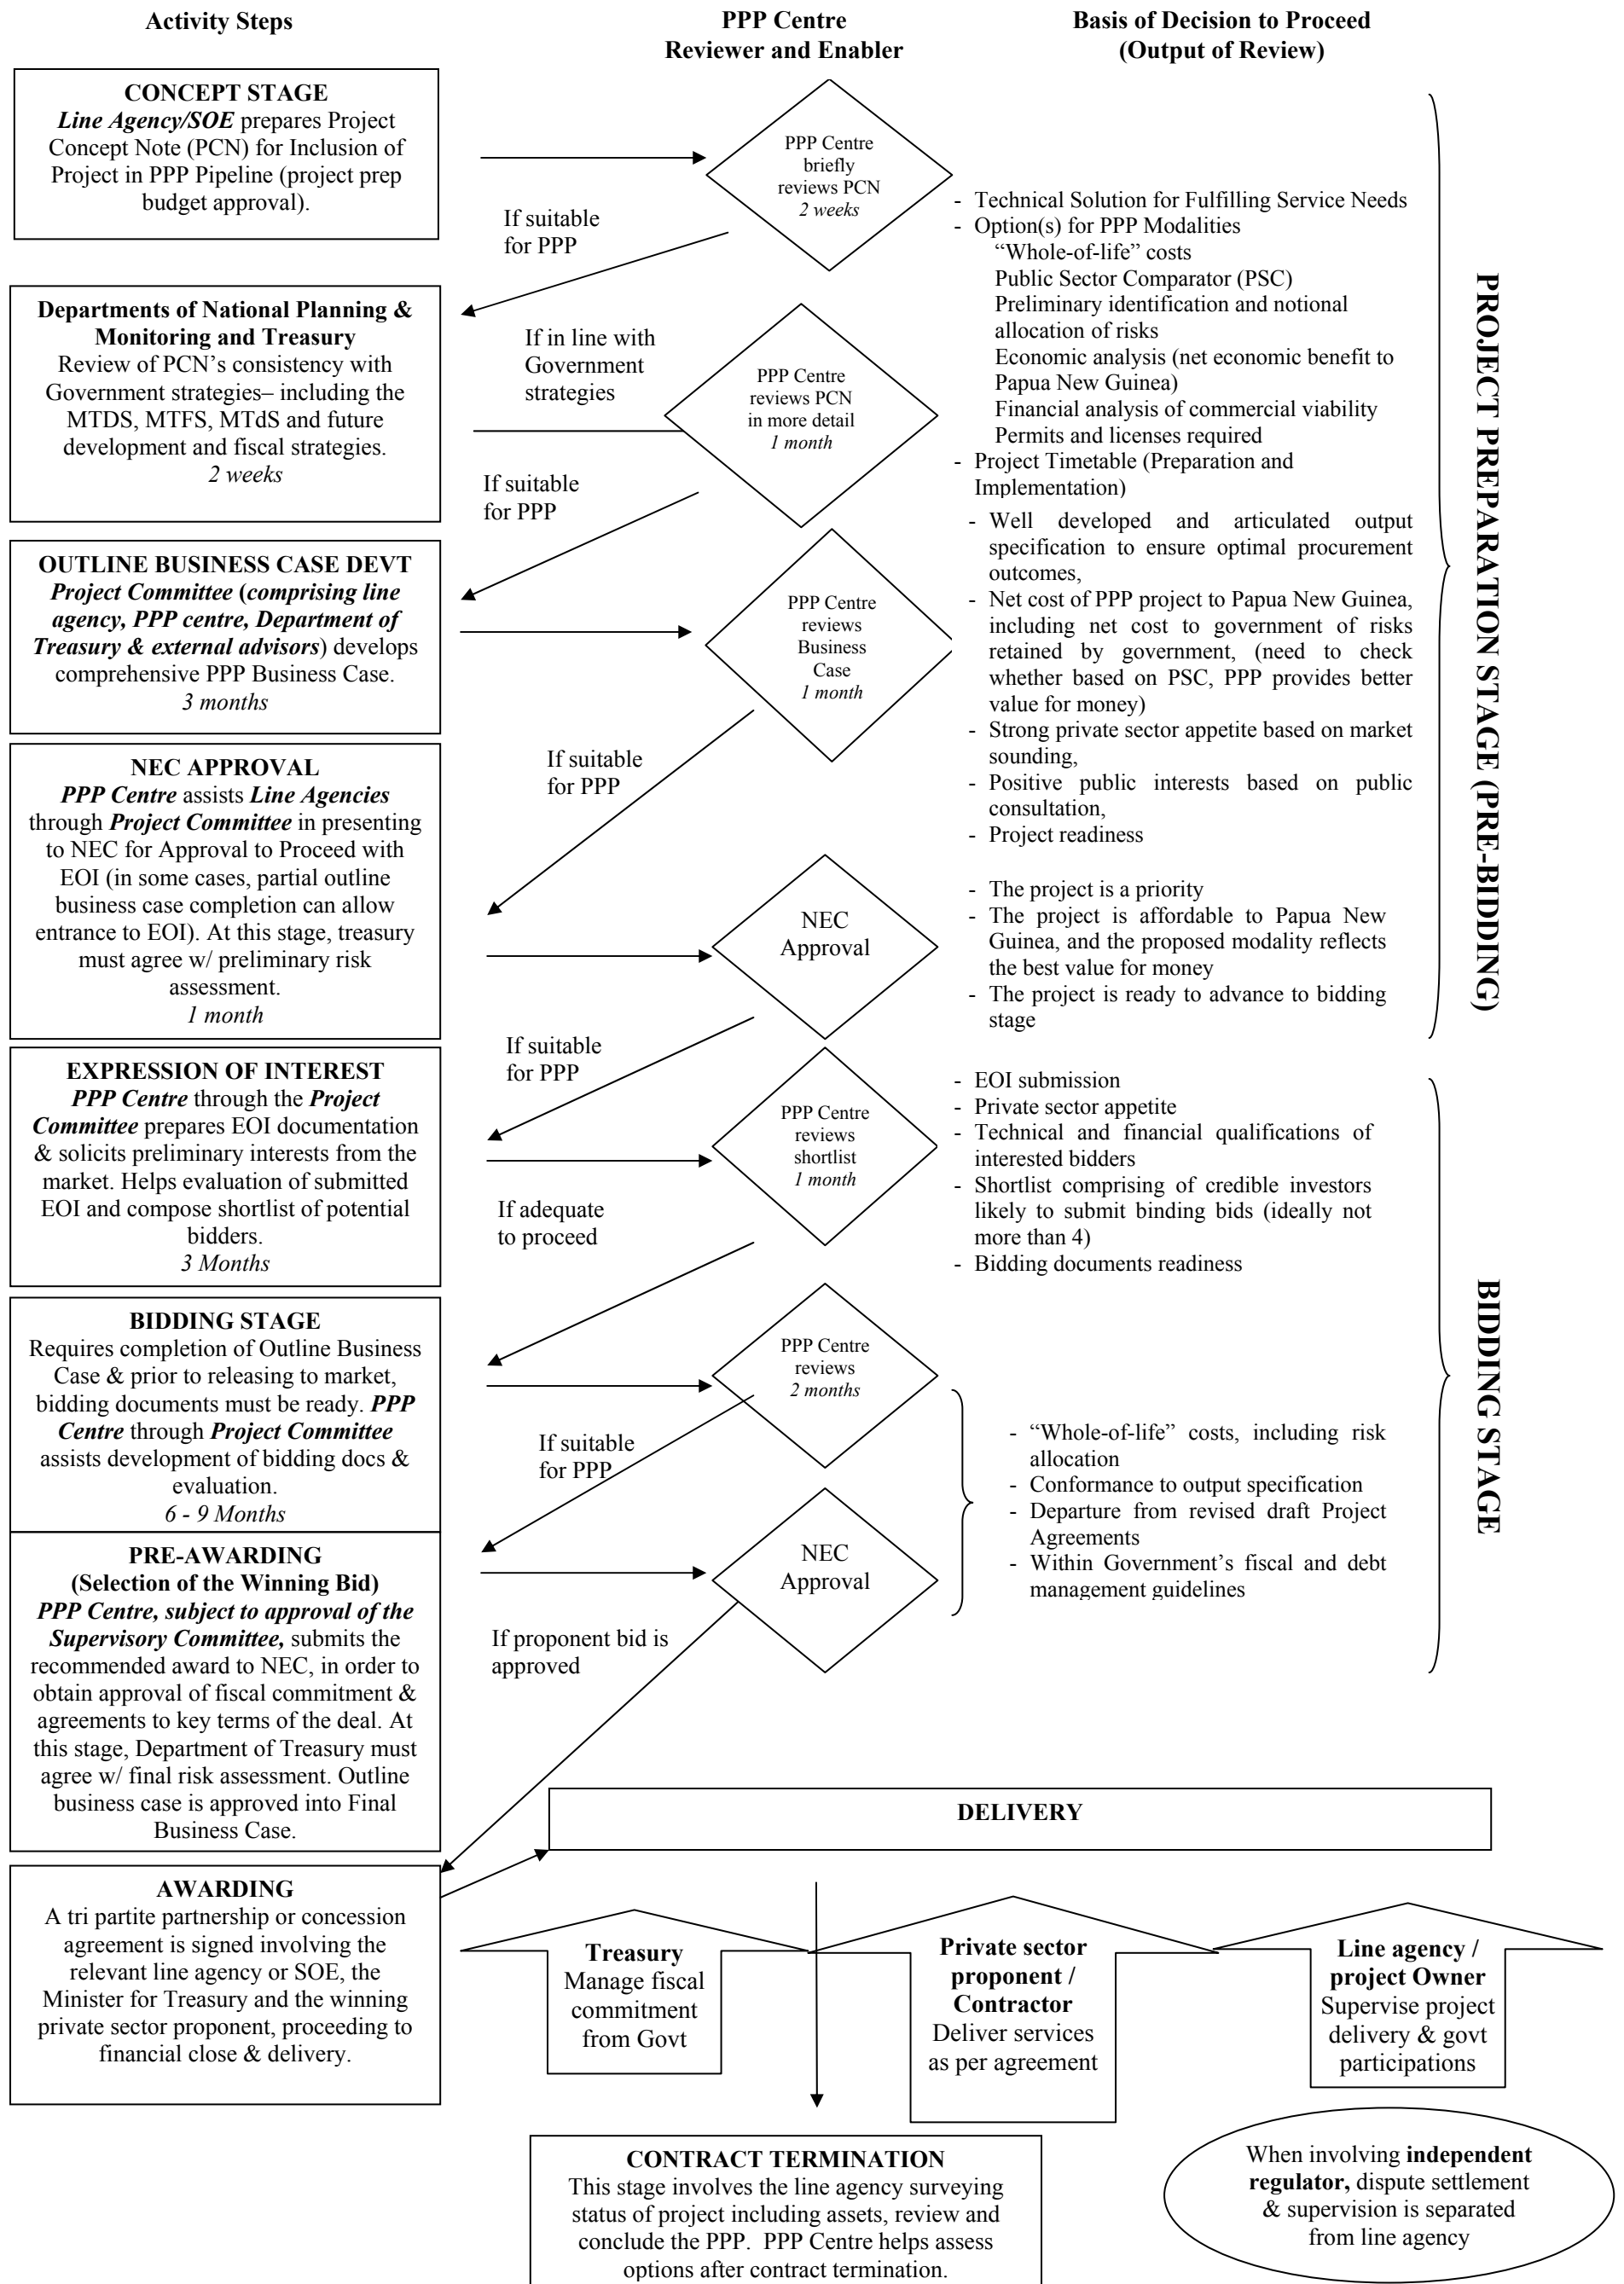 Activity Steps
PPP Centre
Reviewer and Enabler
Basis of Decision to Proceed
(Output of Review)
CONCEPT STAGE
Line Agency/SOE prepares Project
Concept Note (PCN) for Inclusion of
Project in PPP Pipeline (project prep
budget approval).
PPP Centre
briefly
reviews PCN
2 weeks
If suitable
for PPP
- Technical Solution for Fulfilling Service Needs
- Option(s) for PPP Modalities
“Whole-of-life” costs
Public Sector Comparator (PSC)
Preliminary identification and notional
allocation of risks
Economic analysis (net economic benefit to
Papua New Guinea)
Financial analysis of commercial viability
Permits and licenses required
- Project Timetable (Preparation and
Implementation)
PROJECT PREPARATION STAGE (PRE-BIDDING)
Departments of National Planning &
Monitoring and Treasury
Review of PCN’s consistency with
Government strategies– including the
MTDS, MTFS, MTdS and future
development and fiscal strategies.
2 weeks
If in line with
Government
strategies
PPP Centre
reviews PCN
in more detail
1 month
If suitable
for PPP
OUTLINE BUSINESS CASE DEVT
Project Committee (comprising line
agency, PPP centre, Department of
Treasury & external advisors) develops
comprehensive PPP Business Case.
3 months
PPP Centre
reviews
Business
Case
1 month
- Well developed and articulated output
specification to ensure optimal procurement
outcomes,
- Net cost of PPP project to Papua New Guinea,
including net cost to government of risks
retained by government, (need to check
whether based on PSC, PPP provides better
value for money)
- Strong private sector appetite based on market
sounding,
- Positive public interests based on public
consultation,
- Project readiness
If suitable
for PPP
NEC APPROVAL
PPP Centre assists Line Agencies
through Project Committee in presenting
to NEC for Approval to Proceed with
EOI (in some cases, partial outline
business case completion can allow
entrance to EOI). At this stage, treasury
must agree w/ preliminary risk
assessment.
1 month
NEC
Approval
- The project is a priority
- The project is affordable to Papua New
Guinea, and the proposed modality reflects
the best value for money
- The project is ready to advance to bidding
stage
If suitable
for PPP
EXPRESSION OF INTEREST
PPP Centre through the Project
Committee prepares EOI documentation
& solicits preliminary interests from the
market. Helps evaluation of submitted
EOI and compose shortlist of potential
bidders.
3 Months
PPP Centre
reviews
shortlist
1 month
- EOI submission
- Private sector appetite
- Technical and financial qualifications of
interested bidders
- Shortlist comprising of credible investors
likely to submit binding bids (ideally not
more than 4)
- Bidding documents readiness
BIDDING STAGE
If adequate
to proceed
BIDDING STAGE
Requires completion of Outline Business
Case & prior to releasing to market,
bidding documents must be ready. PPP
Centre through Project Committee
assists development of bidding docs &
evaluation.
6 - 9 Months
PPP Centre
reviews
2 months
If suitable
for PPP
- “Whole-of-life” costs, including risk
allocation
- Conformance to output specification
- Departure from revised draft Project
Agreements
- Within Government’s fiscal and debt
management guidelines
PRE-AWARDING
(Selection of the Winning Bid)
PPP Centre, subject to approval of the
Supervisory Committee, submits the
recommended award to NEC, in order to
obtain approval of fiscal commitment &
agreements to key terms of the deal. At
this stage, Department of Treasury must
agree w/ final risk assessment. Outline
business case is approved into Final
Business Case.
NEC
Approval
If proponent bid is
approved
DELIVERY
AWARDING
A tri partite partnership or concession
agreement is signed involving the
relevant line agency or SOE, the
Minister for Treasury and the winning
private sector proponent, proceeding to
financial close & delivery.
Treasury
Manage fiscal
commitment
from Govt
Private sector
proponent /
Contractor
Deliver services
as per agreement
Line agency /
project Owner
Supervise project
delivery & govt
participations
CONTRACT TERMINATION
This stage involves the line agency surveying
status of project including assets, review and
conclude the PPP. PPP Centre helps assess
options after contract termination.
When involving independent
regulator, dispute settlement
& supervision is separated
from line agency